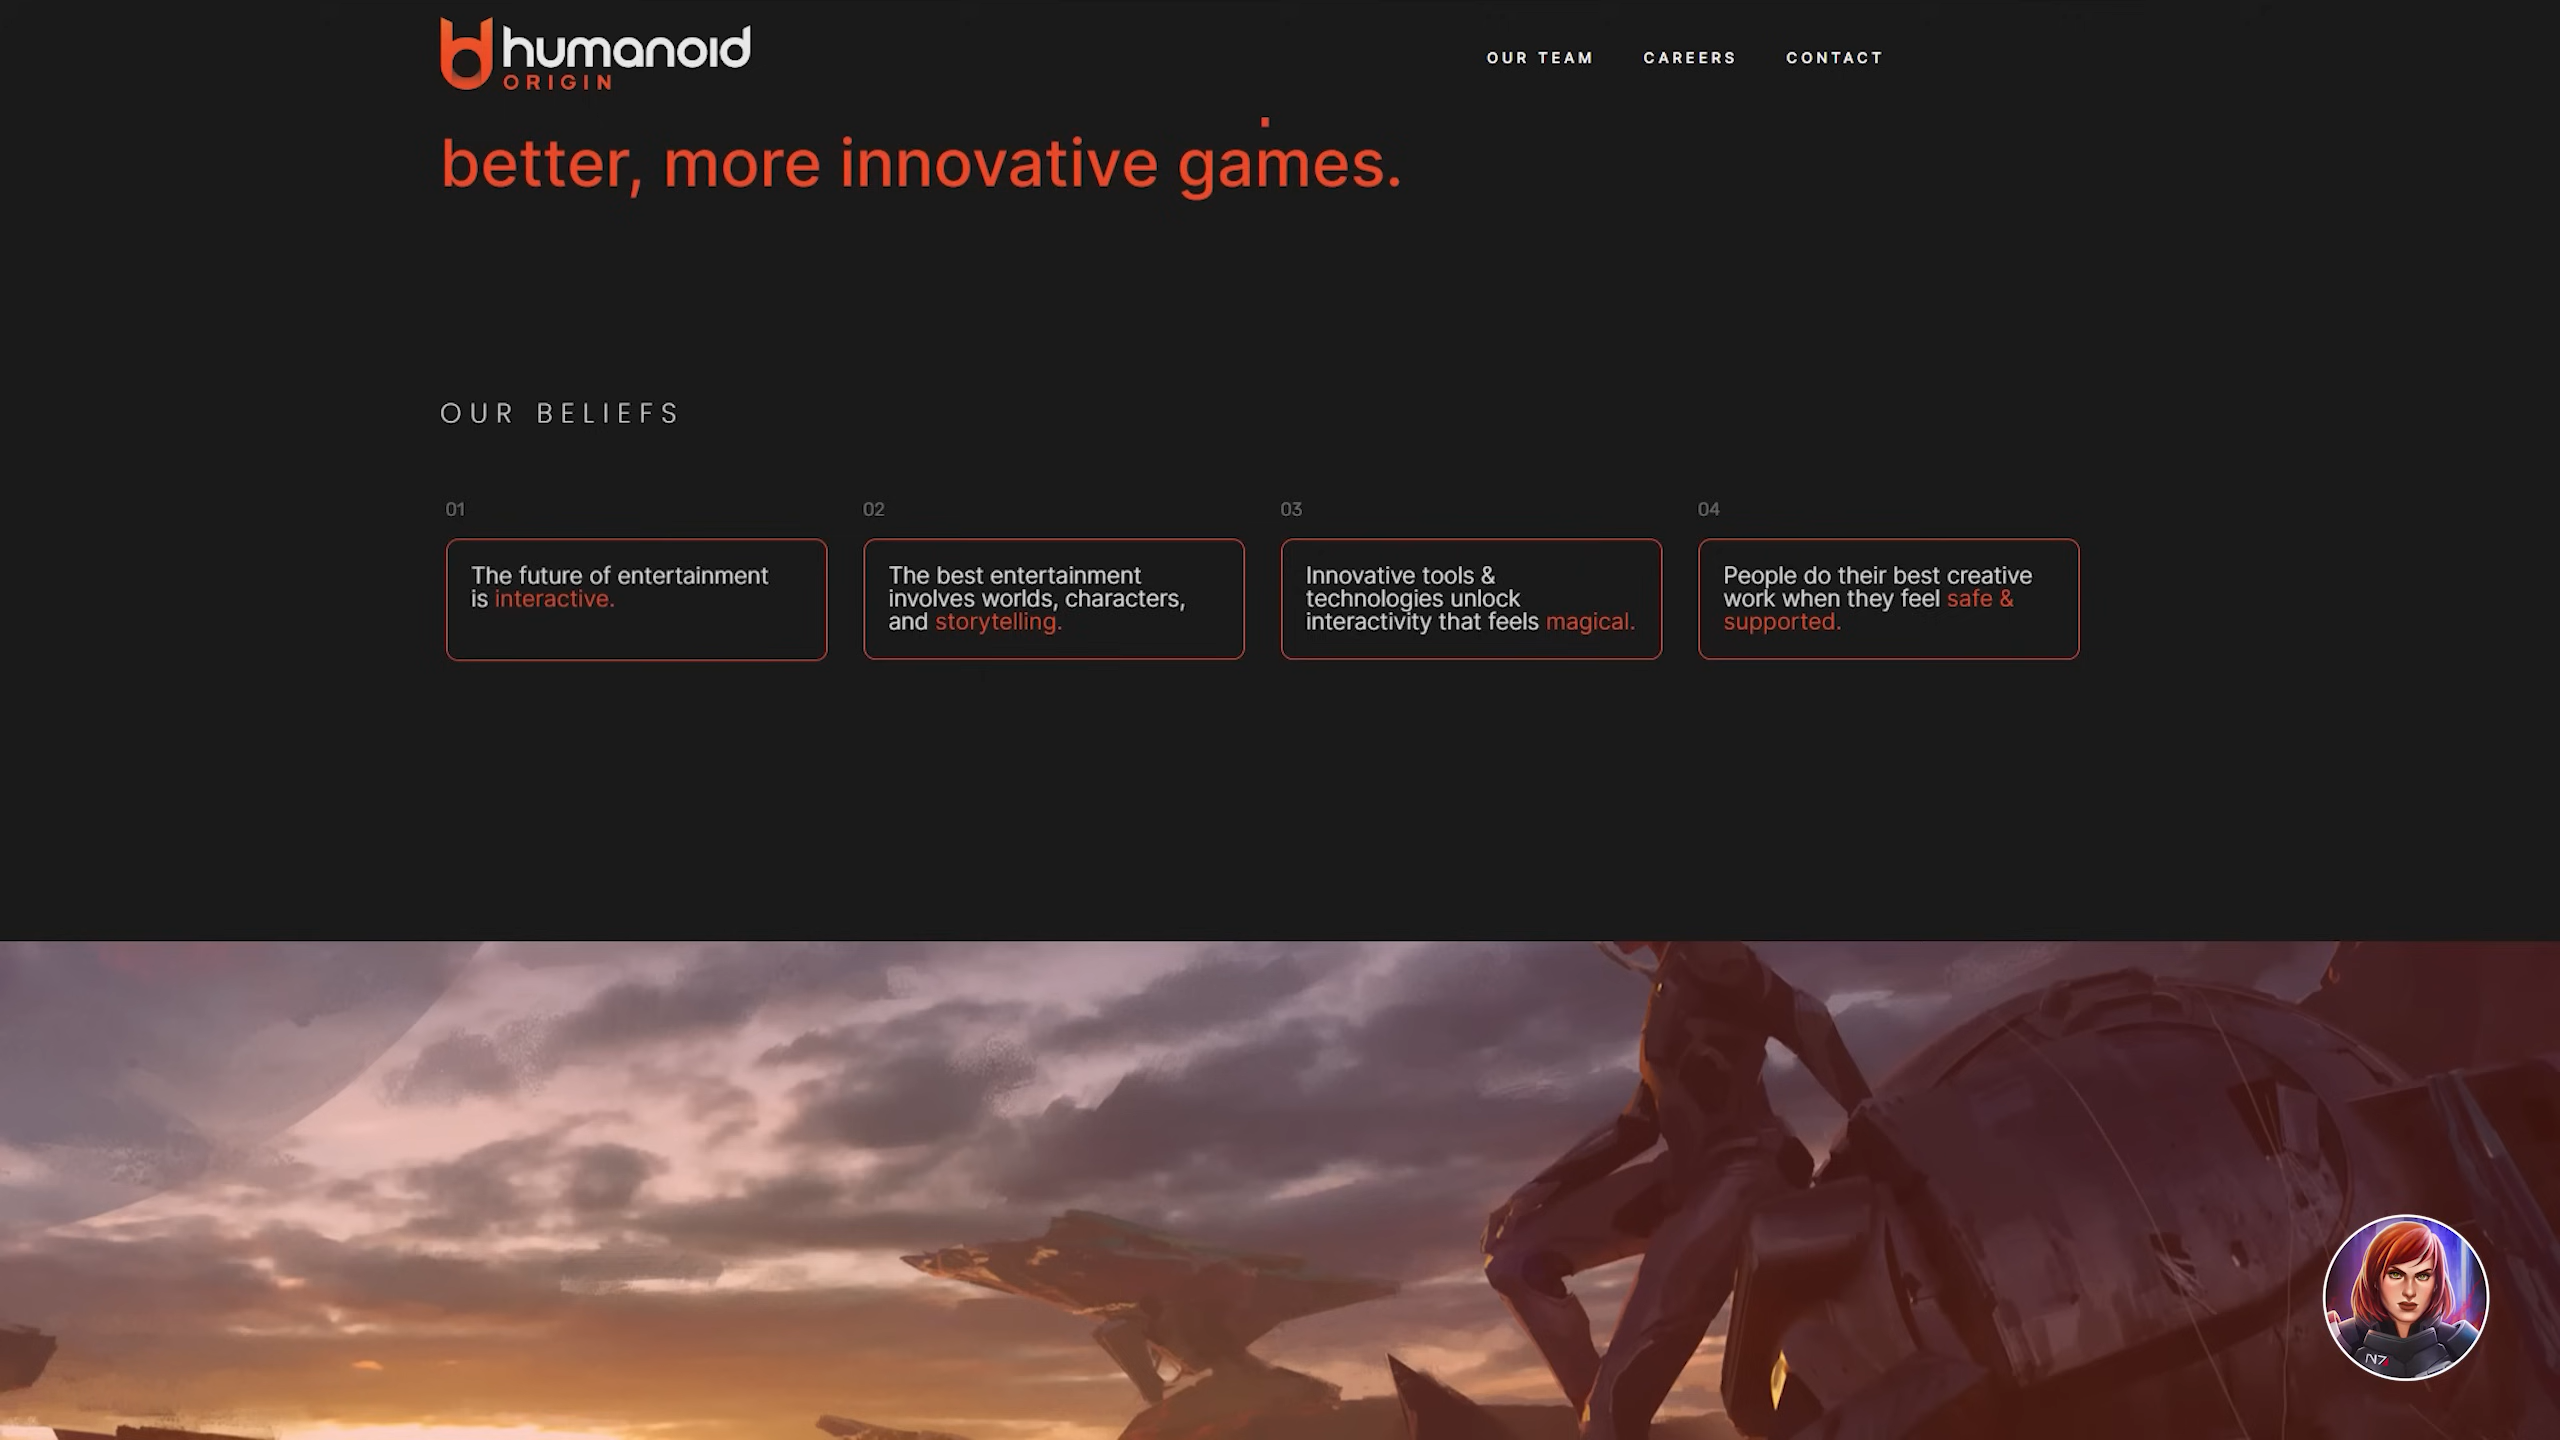 humanoid
ORIGIN
OUR TEAM
CAREERS
CONTACT
better, more innovative games.
OUR BELIEFS
01
The future of entertainment
is interactive.
02
The best entertainment
involves worlds, characters,
and storytelling.
03
Innovative tools &
technologies unlock
interactivity that feels magical.
04
People do their best creative
work when they feel safe &
supported.
N7